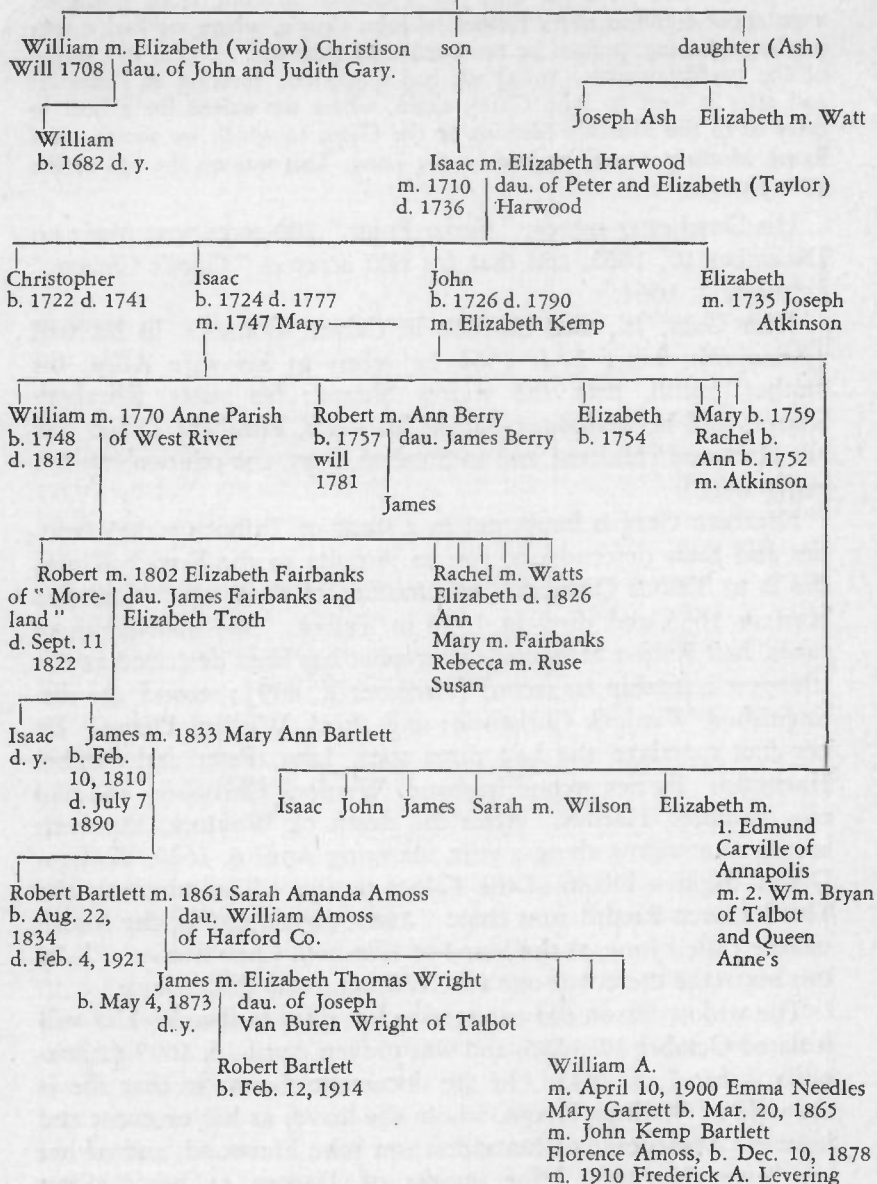 William m. Elizabeth (widow) Christison
Will 1708 dau. of John and Judith Gary.
son
daughter (Ash)
William
b. 1682 d. y.
Joseph Ash
Elizabeth m. Watt
Isaac m. Elizabeth Harwood
m. 1710 dau. of Peter and Elizabeth (Taylor)
d. 1736 Harwood
Christopher
b. 1722 d. 1741
Isaac
b. 1724 d. 1777
m. 1747 Mary
John
b. 1726 d. 1790
m. Elizabeth Kemp
Elizabeth
m. 1735 Joseph
Atkinson
William m. 1770 Anne Parish
b. 1748 of West River
d. 1812
Robert m. Ann Berry
b. 1757 dau. James Berry
will
1781
James
Elizabeth
b. 1754
Mary b. 1759
Rachel b.
Ann b. 1752
m. Atkinson
Robert m. 1802 Elizabeth Fairbanks
of "More- dau. James Fairbanks and
land" Elizabeth Troth
d. Sept. 11
1822
Rachel m. Watts
Elizabeth d. 1826
Ann
Mary m. Fairbanks
Rebecca m. Ruse
Susan
Isaac
d. y.
James m. 1833 Mary Ann Bartlett
b. Feb.
10, 1810
d. July 7
1890
Isaac
John
James
Sarah m. Wilson
Elizabeth m.
1. Edmund
Carville of
Annapolis
m. 2. Wm. Bryan
of Talbot
and Queen
Anne's
Robert Bartlett m. 1861 Sarah Amanda Amoss
b. Aug. 22, dau. William Amoss
1834 of Harford Co.
d. Feb. 4, 1921
James m. Elizabeth Thomas Wright
b. May 4, 1873 dau. of Joseph
d. y. Van Buren Wright of Talbot
Robert Bartlett
b. Feb. 12, 1914
William A.
m. April 10, 1900 Emma Needles
Mary Garrett b. Mar. 20, 1865
m. John Kemp Bartlett
Florence Amoss, b. Dec. 10, 1878
m. 1910 Frederick A. Levering